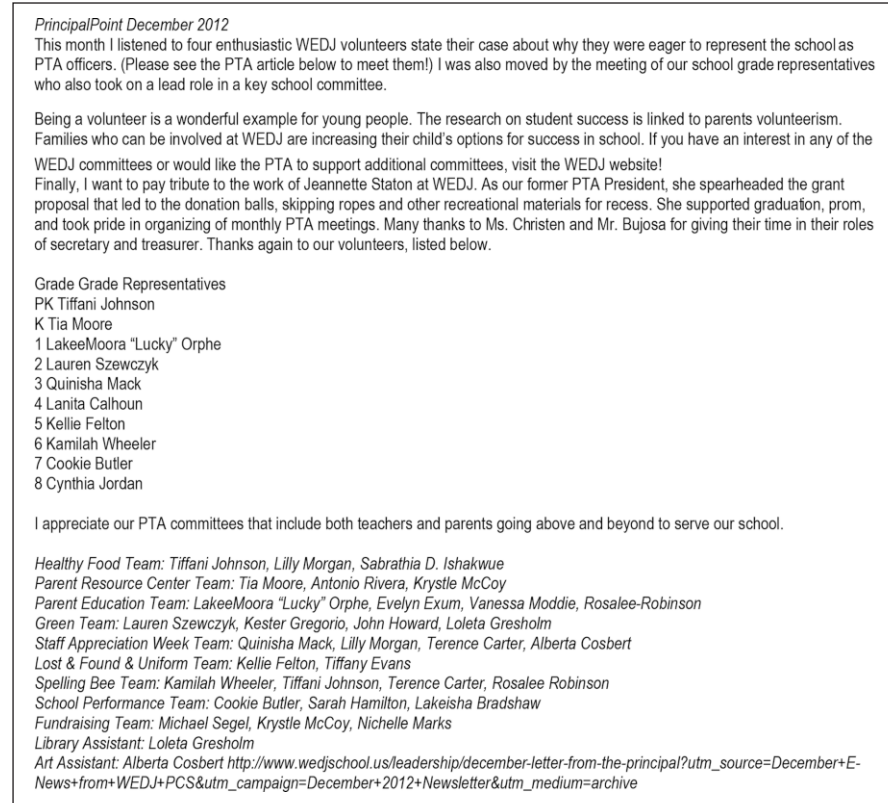 PrincipalPoint December 2012
This month I listened to four enthusiastic WEDJ volunteers state their case about why they were eager to represent the school as
PTA officers. (Please see the PTA article below to meet them!) I was also moved by the meeting of our school grade representatives
who also took on a lead role in a key school committee.
Being a volunteer is a wonderful example for young people. The research on student success is linked to parents volunteerism.
Families who can be involved at WEDJ are increasing their child's options for success in school. If you have an interest in any of the
WEDJ committees or would like the PTA to support additional committees, visit the WEDJ website!
Finally, I want to pay tribute to the work of Jeannette Staton at WEDJ. As our former PTA President, she spearheaded the grant
proposal that led to the donation balls, skipping ropes and other recreational materials for recess. She supported graduation, prom,
and took pride in organizing of monthly PTA meetings. Many thanks to Ms. Christen and Mr. Bujosa for giving their time in their roles
of secretary and treasurer. Thanks again to our volunteers, listed below.
Grade Grade Representatives
PK Tiffani Johnson
K Tia Moore
1 LakeeMoora "Lucky" Orphe
2 Lauren Szewczyk
3 Quinisha Mack
4 Lanita Calhoun
5 Kellie Felton
6 Kamilah Wheeler
7 Cookie Butler
8 Cynthia Jordan
I appreciate our PTA committees that include both teachers and parents going above and beyond to serve our school.
Healthy Food Team: Tiffani Johnson, Lilly Morgan, Sabrathia D. Ishakwue
Parent Resource Center Team: Tia Moore, Antonio Rivera, Krystle McCoy
Parent Education Team: LakeeMoora "Lucky" Orphe, Evelyn Exum, Vanessa Moddie, Rosalee-Robinson
Green Team: Lauren Szewczyk, Kester Gregorio, John Howard, Loleta Gresholm
Staff Appreciation Week Team: Quinisha Mack, Lilly Morgan, Terence Carter, Alberta Cosbert
Lost & Found & Uniform Team: Kellie Felton, Tiffany Evans
Spelling Bee Team: Kamilah Wheeler, Tiffani Johnson, Terence Carter, Rosalee Robinson
School Performance Team: Cookie Butler, Sarah Hamilton, Lakeisha Bradshaw
Fundraising Team: Michael Segel, Krystle McCoy, Nichelle Marks
Library Assistant: Loleta Gresholm
Art Assistant: Alberta Cosbert http://www.wedjschool.us/leadership/december-letter-from-the-principal?utm_source=December+E-
News+from+WEDJ+PCS&utm_campaign=December+2012+Newsletter&utm_medium=archive